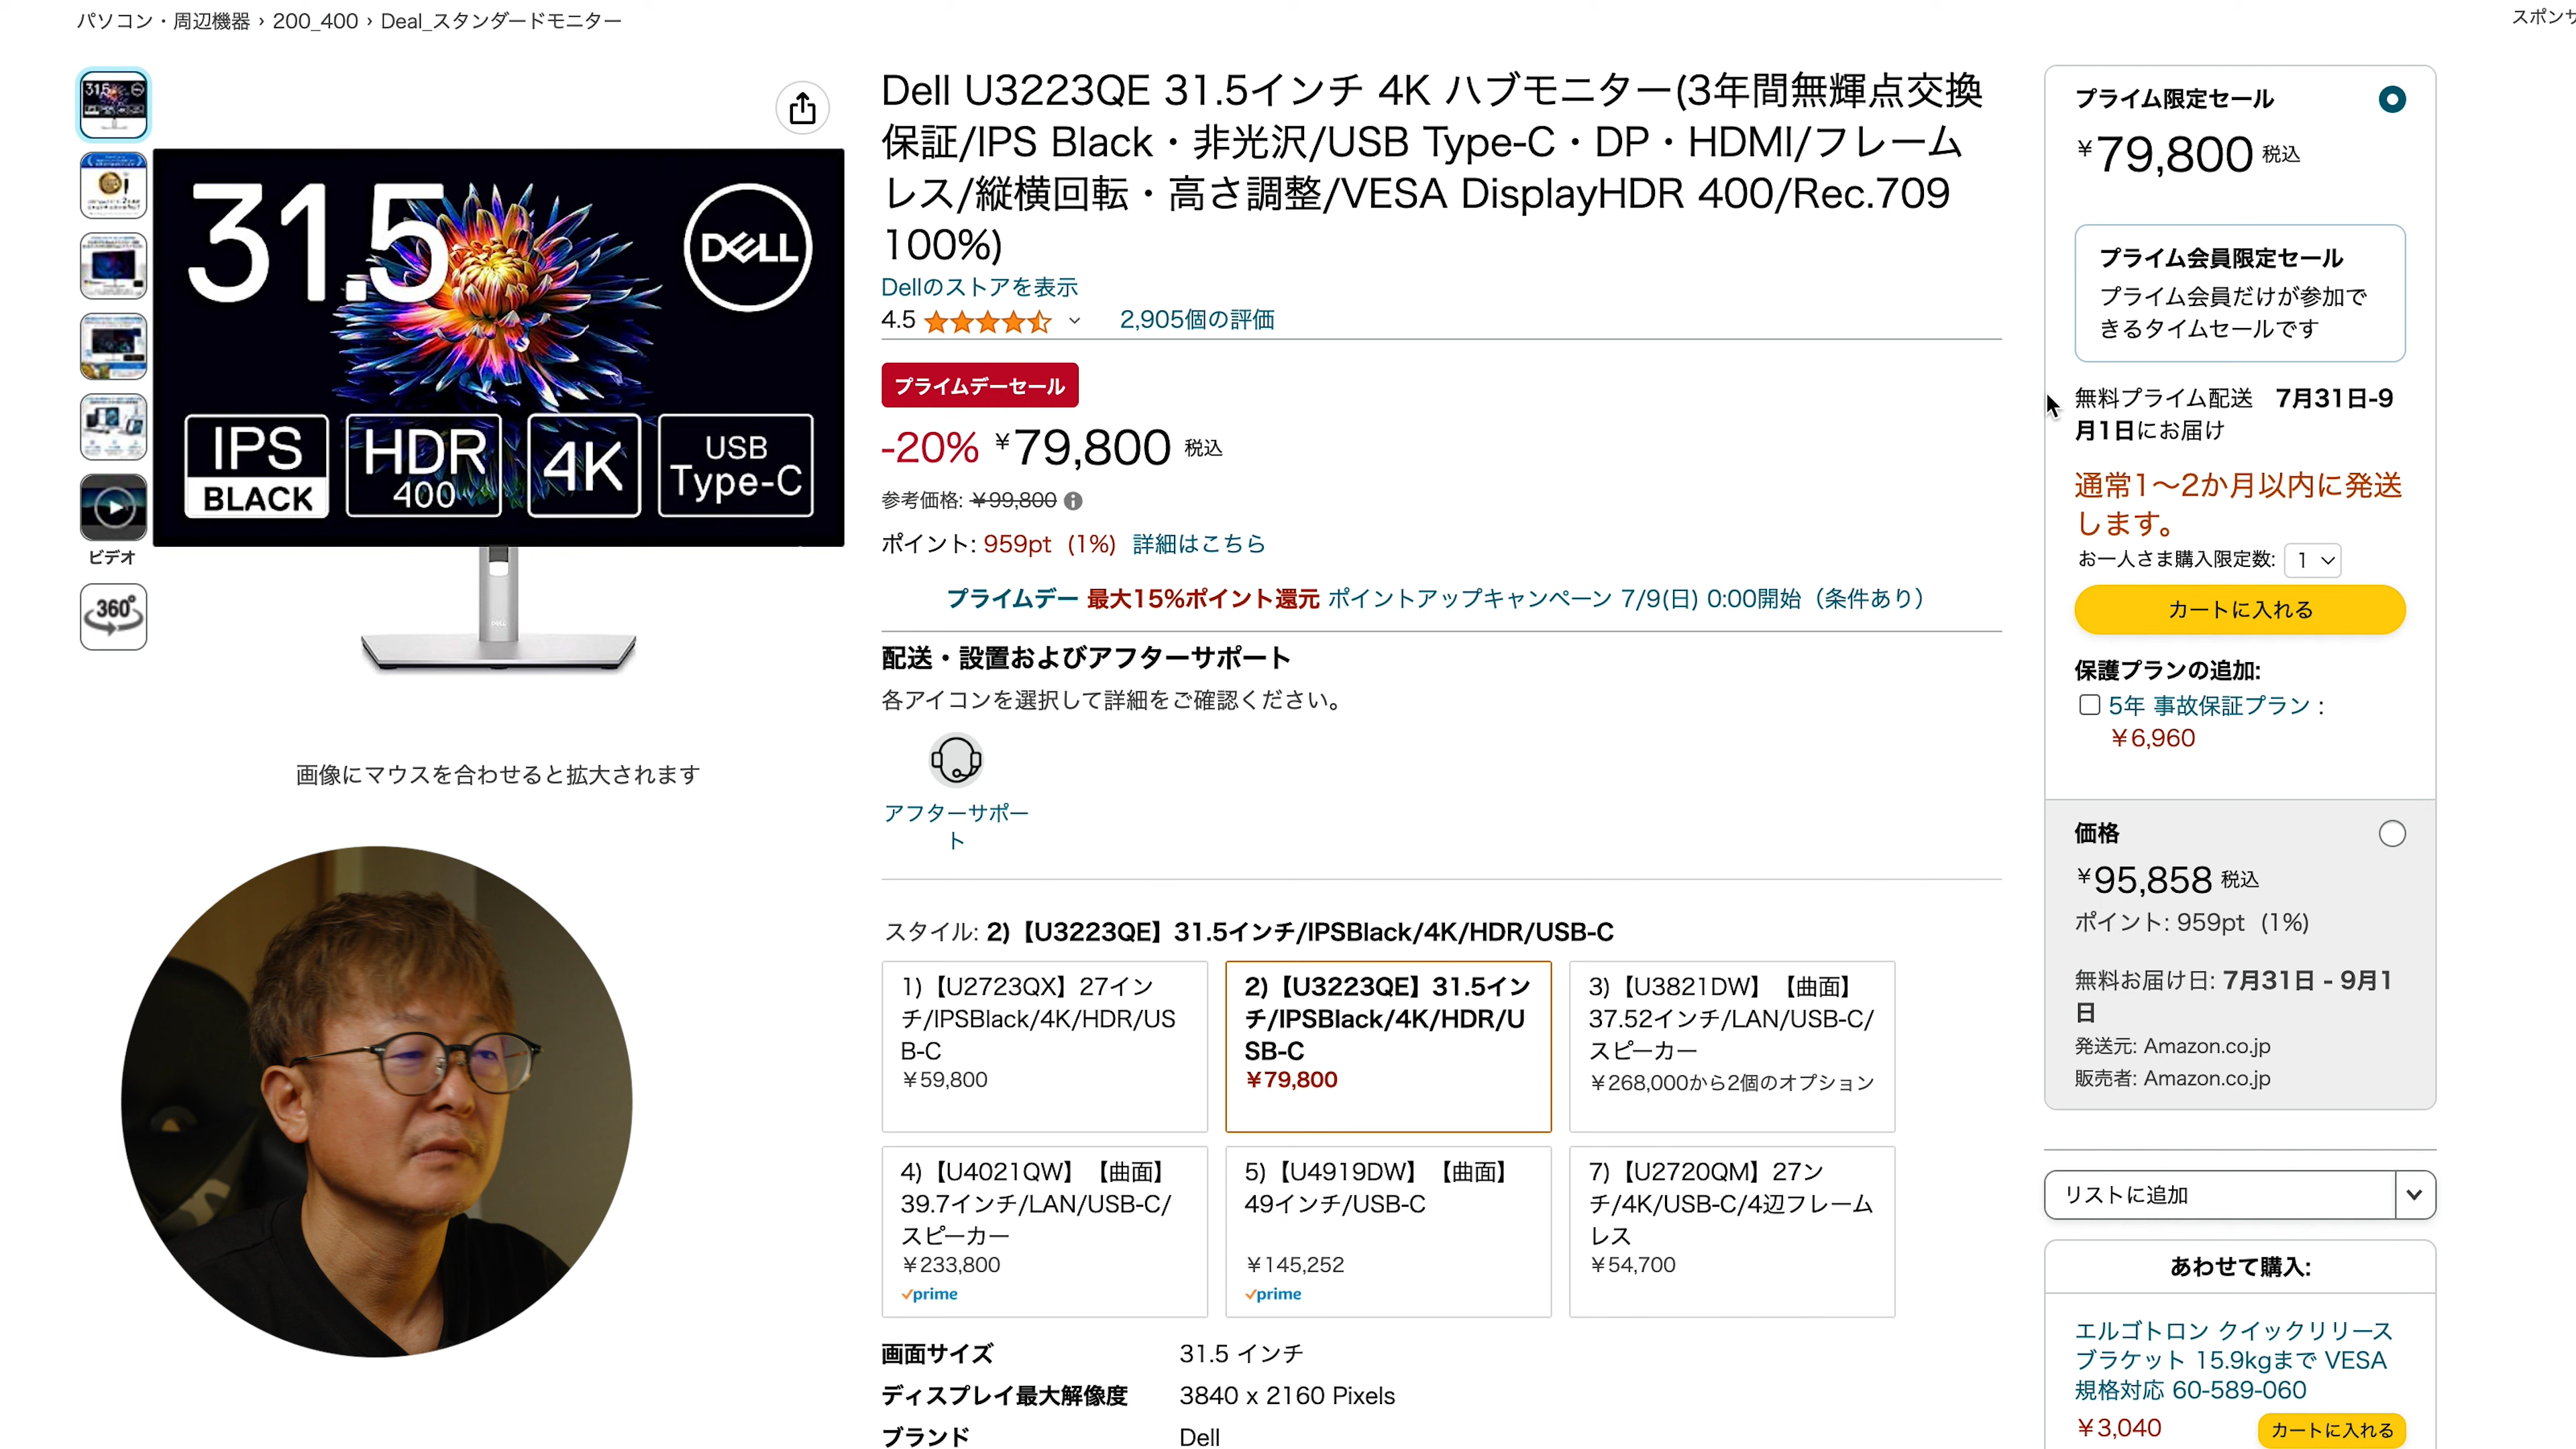 パソコン・周辺機器 › 200_400 › Deal_スタンダードモニター
スポンサ
31.5
DELL
IPS
BLACK
HDR
400
4K
USB
Type-C
ビデオ
360°
画像にマウスを合わせると拡大されます
Dell U3223QE 31.5インチ 4K ハブモニター(3年間無輝点交換
保証/IPS Black・非光沢/USB Type-C・DP・HDMI/フレーム
レス/縦横回転・高さ調整/VESA DisplayHDR 400/Rec.709
100%)
Dellのストアを表示
4.5 2,905個の評価
プライムデーセール
-20% ¥79,800 税込
参考価格: ¥99,800
ポイント: 959pt (1%) 詳細はこちら
プライムデー 最大15%ポイント還元 ポイントアップキャンペーン 7/9(日) 0:00開始（条件あり）
配送・設置およびアフターサポート
各アイコンを選択して詳細をご確認ください。
アフターサポー
ト
スタイル: 2)【U3223QE】31.5インチ/IPSBlack/4K/HDR/USB-C
1)【U2723QX】27イン
チ/IPSBlack/4K/HDR/US
B-C
¥59,800
2)【U3223QE】31.5イン
チ/IPSBlack/4K/HDR/U
SB-C
¥79,800
3)【U3821DW】【曲面】
37.52インチ/LAN/USB-C/
スピーカー
¥268,000から2個のオプション
4)【U4021QW】【曲面】
39.7インチ/LAN/USB-C/
スピーカー
¥233,800
prime
5)【U4919DW】【曲面】
49インチ/USB-C
¥145,252
prime
7)【U2720QM】27ン
チ/4K/USB-C/4辺フレーム
レス
¥54,700
画面サイズ 31.5 インチ
ディスプレイ最大解像度 3840 x 2160 Pixels
ブランド Dell
プライム限定セール
¥79,800 税込
プライム会員限定セール
プライム会員だけが参加で
きるタイムセールです
無料プライム配送 7月31日-9
月1日にお届け
通常1～2か月以内に発送
します。
お一人さま購入限定数: 1
カートに入れる
保護プランの追加:
5年 事故保証プラン :
¥6,960
価格
¥95,858 税込
ポイント: 959pt (1%)
無料お届け日: 7月31日 - 9月1
日
発送元: Amazon.co.jp
販売者: Amazon.co.jp
リストに追加
あわせて購入:
エルゴトロン クイックリリース
ブラケット 15.9kgまで VESA
規格対応 60-589-060
¥3,040 カートに入れる